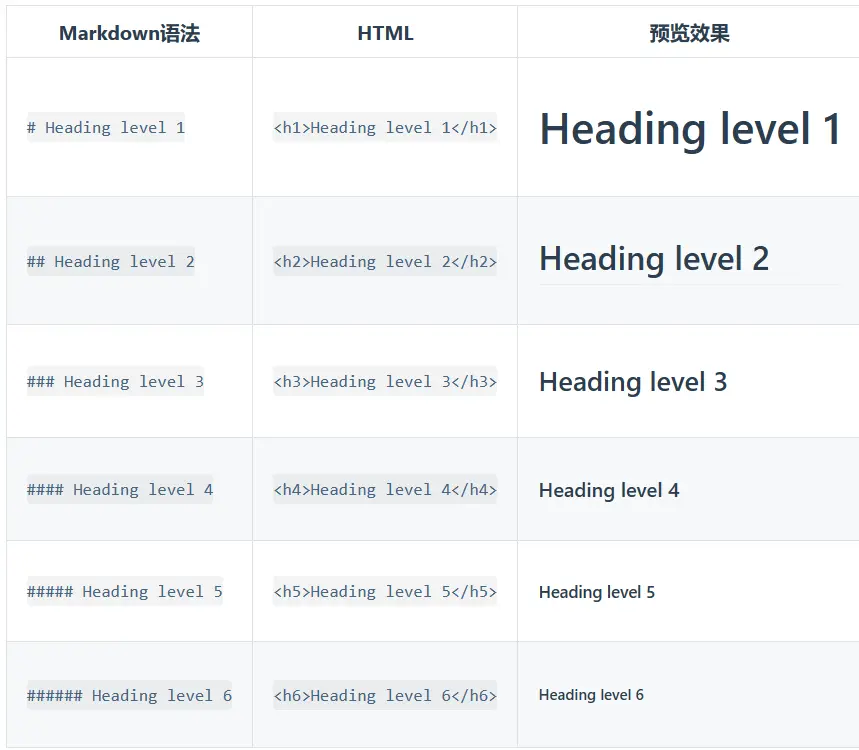 Markdown语法 HTML 预览效果
# Heading level 1 <h1>Heading level 1</h1> Heading level 1
## Heading level 2 <h2>Heading level 2</h2> Heading level 2
### Heading level 3 <h3>Heading level 3</h3> Heading level 3
#### Heading level 4 <h4>Heading level 4</h4> Heading level 4
##### Heading level 5 <h5>Heading level 5</h5> Heading level 5
###### Heading level 6 <h6>Heading level 6</h6> Heading level 6